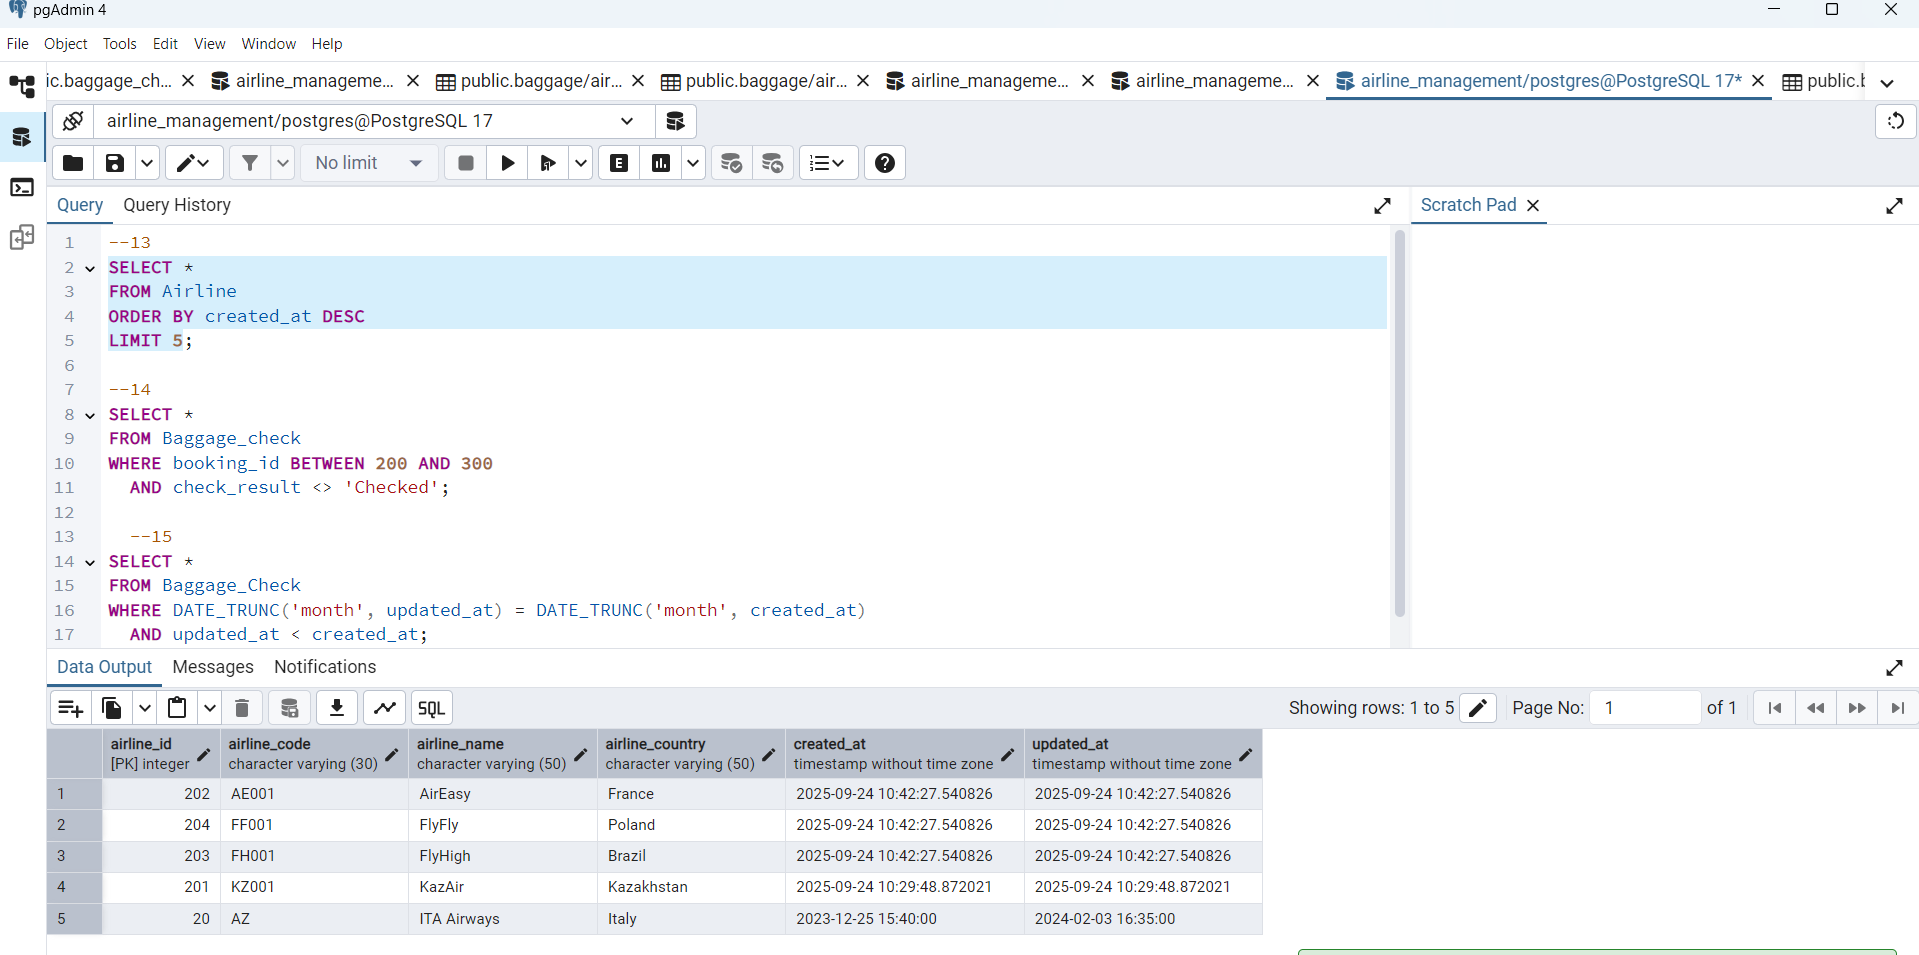 pgAdmin 4
File Object Tools Edit View Window Help
ic.baggage_ch... airline_manageme... public.baggage/air... public.baggage/air... airline_manageme... airline_manageme... airline_management/postgres@PostgreSQL 17* public.b
airline_management/postgres@PostgreSQL 17
No limit E
Query Query History Scratch Pad
1 --13
2 SELECT *
3 FROM Airline
4 ORDER BY created_at DESC
5 LIMIT 5;
6
7 --14
8 SELECT *
9 FROM Baggage_check
10 WHERE booking_id BETWEEN 200 AND 300
11 AND check_result <> 'Checked';
12
13 --15
14 SELECT *
15 FROM Baggage_Check
16 WHERE DATE_TRUNC('month', updated_at) = DATE_TRUNC('month', created_at)
17 AND updated_at < created_at;
Data Output Messages Notifications
SQL Showing rows: 1 to 5 Page No: 1 of 1
airline_id airline_code airline_name airline_country created_at updated_at
[PK] integer character varying (30) character varying (50) character varying (50) timestamp without time zone timestamp without time zone
1 202 AE001 AirEasy France 2025-09-24 10:42:27.540826 2025-09-24 10:42:27.540826
2 204 FF001 FlyFly Poland 2025-09-24 10:42:27.540826 2025-09-24 10:42:27.540826
3 203 FH001 FlyHigh Brazil 2025-09-24 10:42:27.540826 2025-09-24 10:42:27.540826
4 201 KZ001 KazAir Kazakhstan 2025-09-24 10:29:48.872021 2025-09-24 10:29:48.872021
5 20 AZ ITA Airways Italy 2023-12-25 15:40:00 2024-02-03 16:35:00